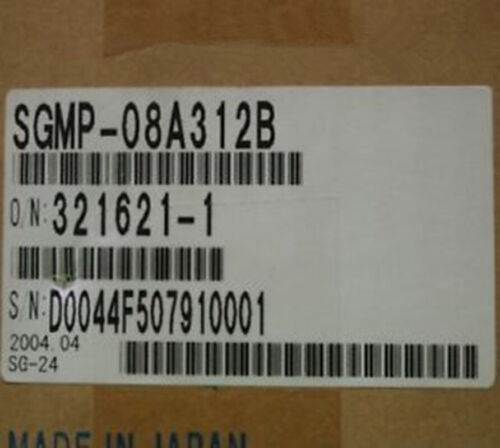 SGMP-08A312B
O/N: 321621-1
S/N: D0044F507910001
2004.04
SG-24
MADE IN JAPAN